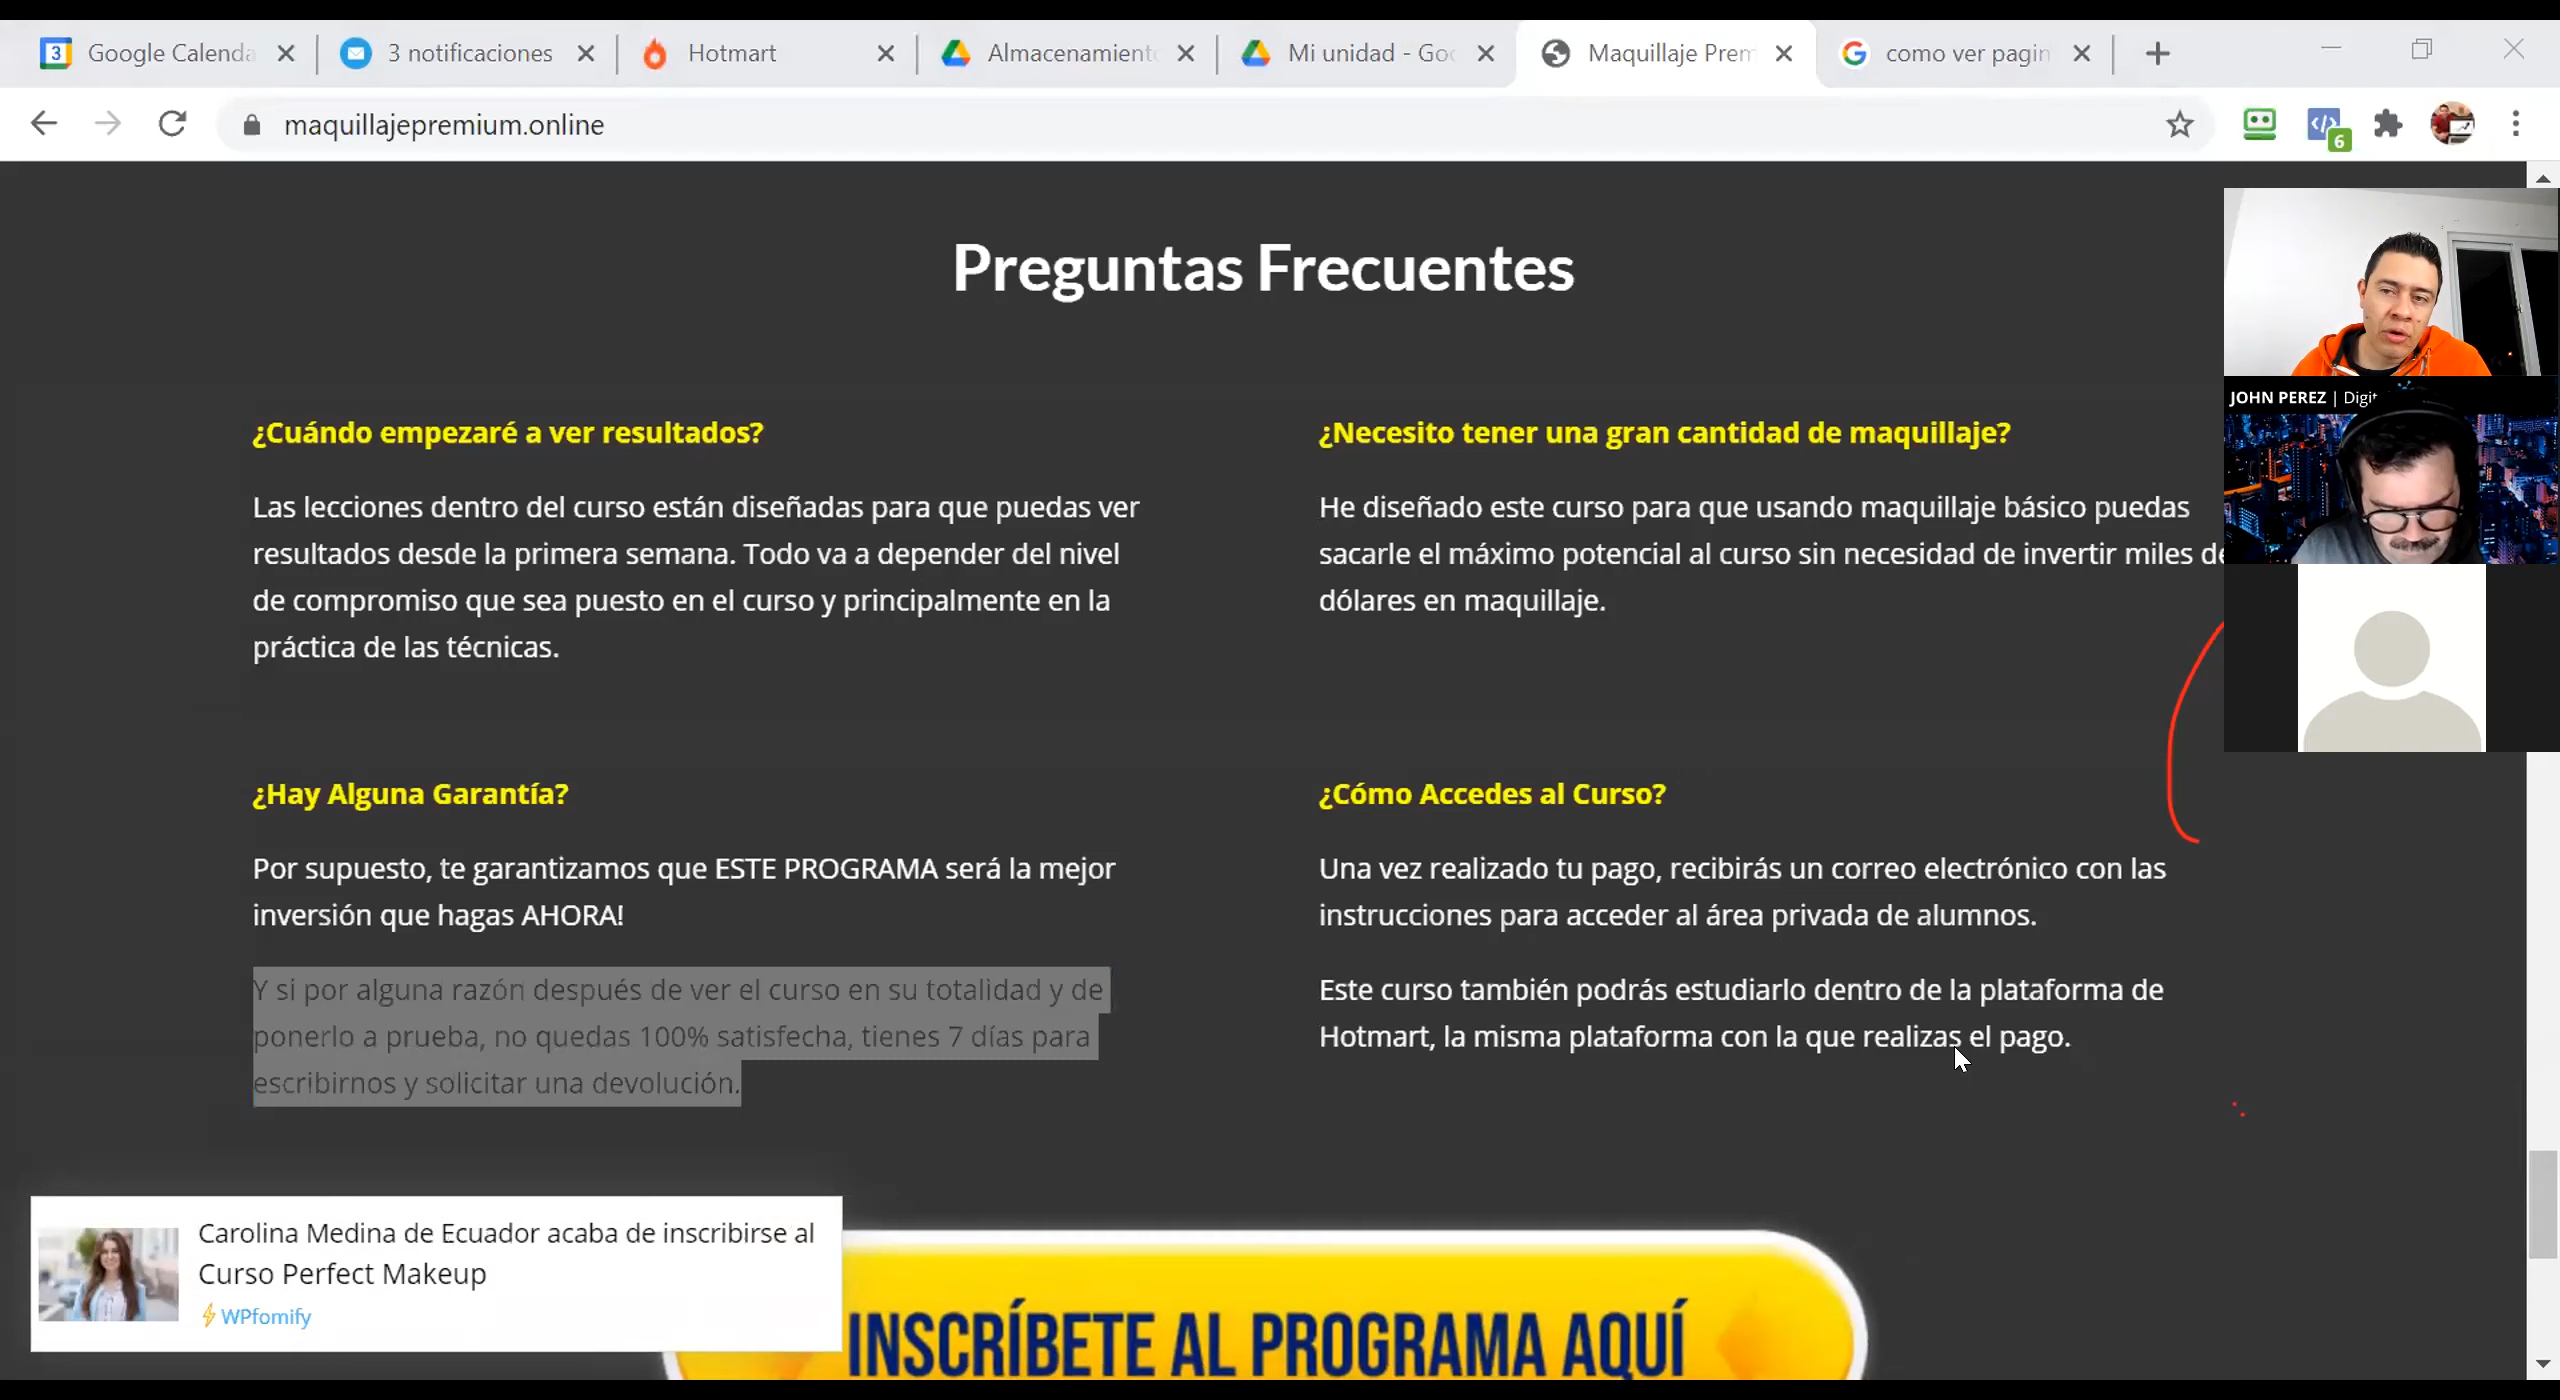 3
Google Calenda
3 notificaciones
Hotmart
Almacenamiento
Mi unidad - Goo
Maquillaje Prem
como ver pagin
maquillajepremium.online
6
Preguntas Frecuentes
¿Cuándo empezaré a ver resultados?
Las lecciones dentro del curso están diseñadas para que puedas ver
resultados desde la primera semana. Todo va a depender del nivel
de compromiso que sea puesto en el curso y principalmente en la
práctica de las técnicas.
¿Necesito tener una gran cantidad de maquillaje?
He diseñado este curso para que usando maquillaje básico puedas
sacarle el máximo potencial al curso sin necesidad de invertir miles de
dólares en maquillaje.
JOHN PEREZ | Digit
¿Hay Alguna Garantía?
Por supuesto, te garantizamos que ESTE PROGRAMA será la mejor
inversión que hagas AHORA!
Y si por alguna razón después de ver el curso en su totalidad y de
ponerlo a prueba, no quedas 100% satisfecha, tienes 7 días para
escribirnos y solicitar una devolución.
¿Cómo Accedes al Curso?
Una vez realizado tu pago, recibirás un correo electrónico con las
instrucciones para acceder al área privada de alumnos.
Este curso también podrás estudiarlo dentro de la plataforma de
Hotmart, la misma plataforma con la que realizas el pago.
Carolina Medina de Ecuador acaba de inscribirse al
Curso Perfect Makeup
WPfomify
INSCRÍBETE AL PROGRAMA AQUÍ